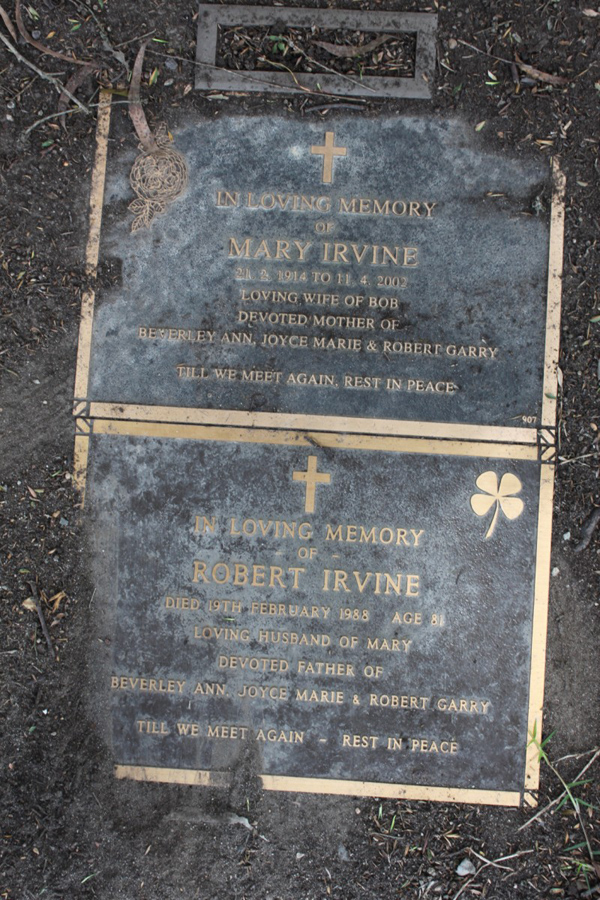 IN LOVING MEMORY
OF
MARY IRVINE
21. 2. 1914 TO 11. 4. 2002
LOVING WIFE OF BOB
DEVOTED MOTHER OF
BEVERLEY ANN, JOYCE MARIE & ROBERT GARRY
TILL WE MEET AGAIN, REST IN PEACE
907
IN LOVING MEMORY
- OF -
ROBERT IRVINE
DIED 19TH FEBRUARY 1988 AGE 81
LOVING HUSBAND OF MARY
DEVOTED FATHER OF
BEVERLEY ANN, JOYCE MARIE & ROBERT GARRY
TILL WE MEET AGAIN - REST IN PEACE